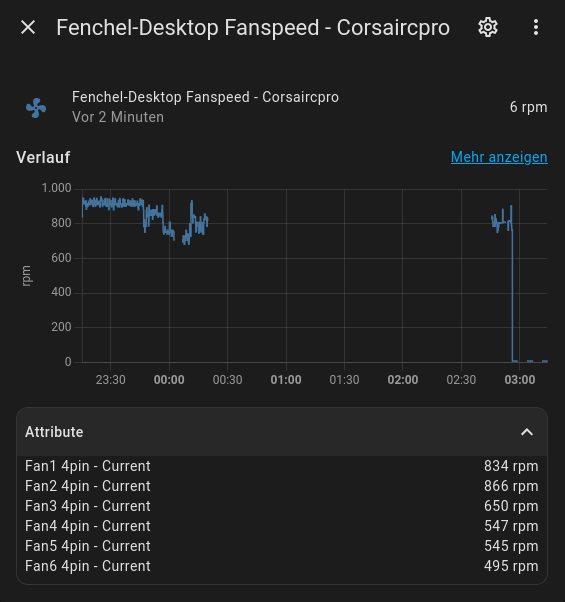 Fenchel-Desktop Fanspeed - Corsaircpro
Fenchel-Desktop Fanspeed - Corsaircpro
Vor 2 Minuten
6 rpm
Verlauf
Mehr anzeigen
1.000
800
600
400
200
0
rpm
23:30 00:00 00:30 01:00 01:30 02:00 02:30 03:00
Attribute
Fan1 4pin - Current 834 rpm
Fan2 4pin - Current 866 rpm
Fan3 4pin - Current 650 rpm
Fan4 4pin - Current 547 rpm
Fan5 4pin - Current 545 rpm
Fan6 4pin - Current 495 rpm